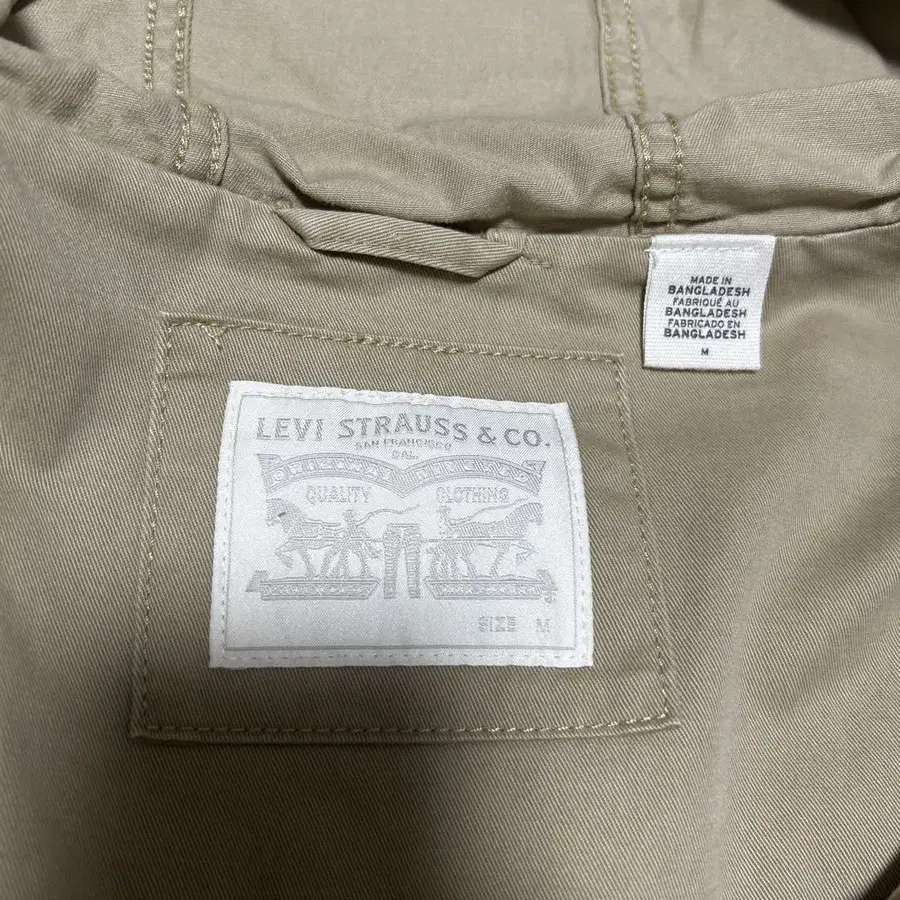 LEVI STRAUSS & CO.
SAN FRANCISCO
CAL.
QUALITY CLOTHING
SIZE M
MADE IN
BANGLADESH
FABRIQUÉ AU
BANGLADESH
FABRICADO EN
BANGLADESH
M